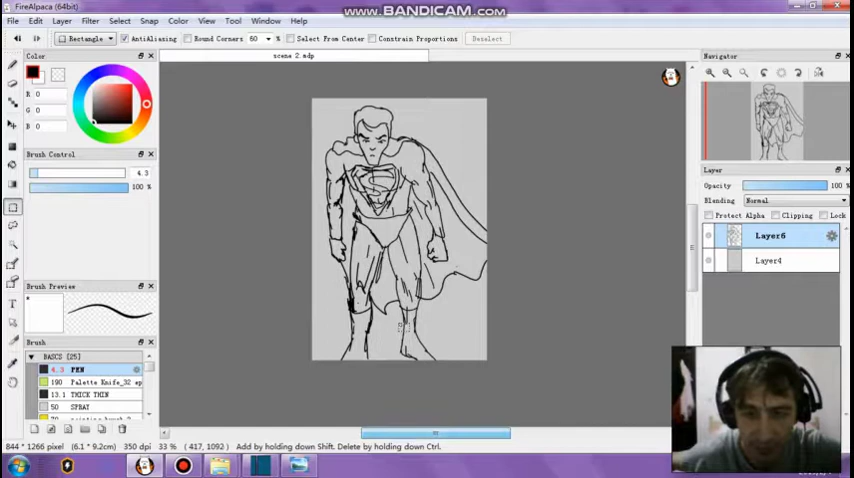 FireAlpaca (64bit)
www.BANDICAM.com
File Edit Layer Filter Select Snap Color View Tool Window Help
Rectangle AntiAliasing Round Corners 60 Select From Center Constrain Proportions Deselect
Color
scene 2.mdp
Navigator
R 0
G 0
B 0
Brush Control
4.3
100 %
Layer
Opacity 100 %
Blending Normal
Protect Alpha Clipping Lock
Layer6
Layer4
S
Brush Preview
Brush
BASICS [25]
4.3 PEN
190 Palette Knife_32 ep
13.1 THICK THIN
50 SPRAY
844 * 1266 pixel (6.1 * 9.2cm) 350 dpi 33 % ( 417, 1092 ) Add by holding down Shift. Delete by holding down Ctrl.